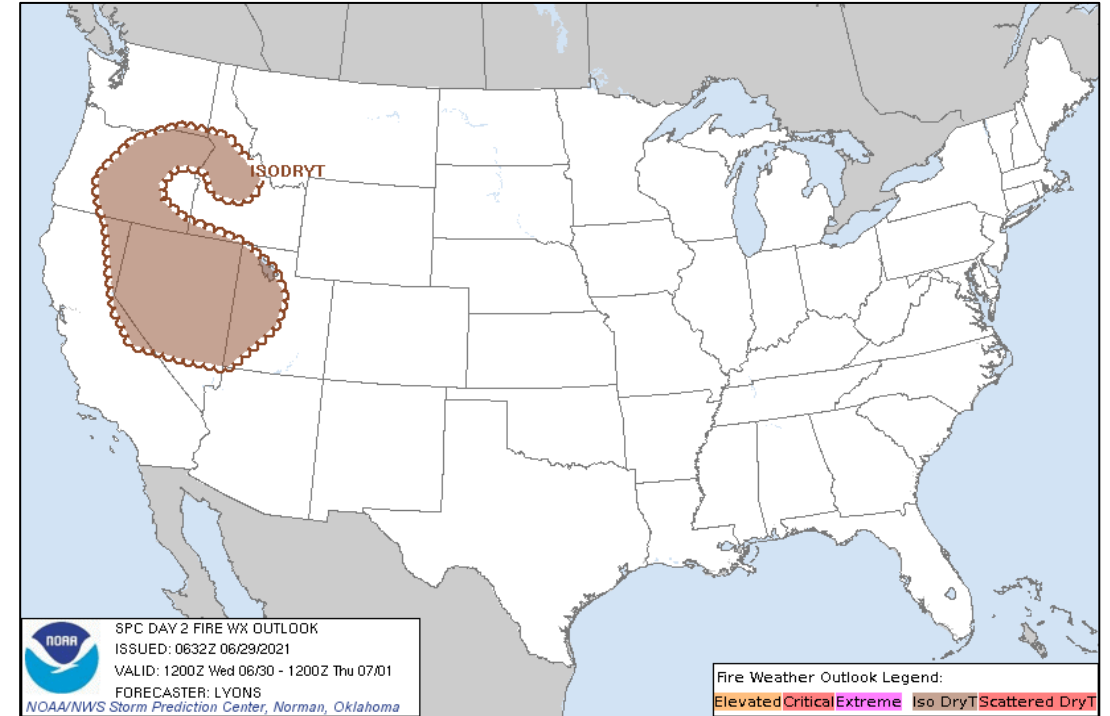 ISODRYT
NOAA
SPC DAY 2 FIRE WX OUTLOOK
ISSUED: 0632Z 06/29/2021
VALID: 1200Z Wed 06/30 - 1200Z Thu 07/01
FORECASTER: LYONS
NOAA/NWS Storm Prediction Center, Norman, Oklahoma
Fire Weather Outlook Legend:
Elevated Critical Extreme Iso DryT Scattered DryT